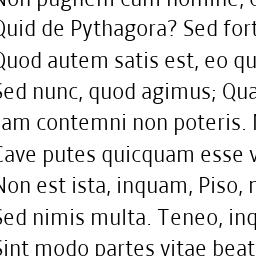 Non pugnem cum homine,
Quid de Pythagora? Sed fort
Quod autem satis est, eo qu
Sed nunc, quod agimus; Qua
iam contemni non poteris.
Cave putes quicquam esse v
Non est ista, inquam, Piso,
Sed nimis multa. Teneo, inq
Sint modo partes vitae beat